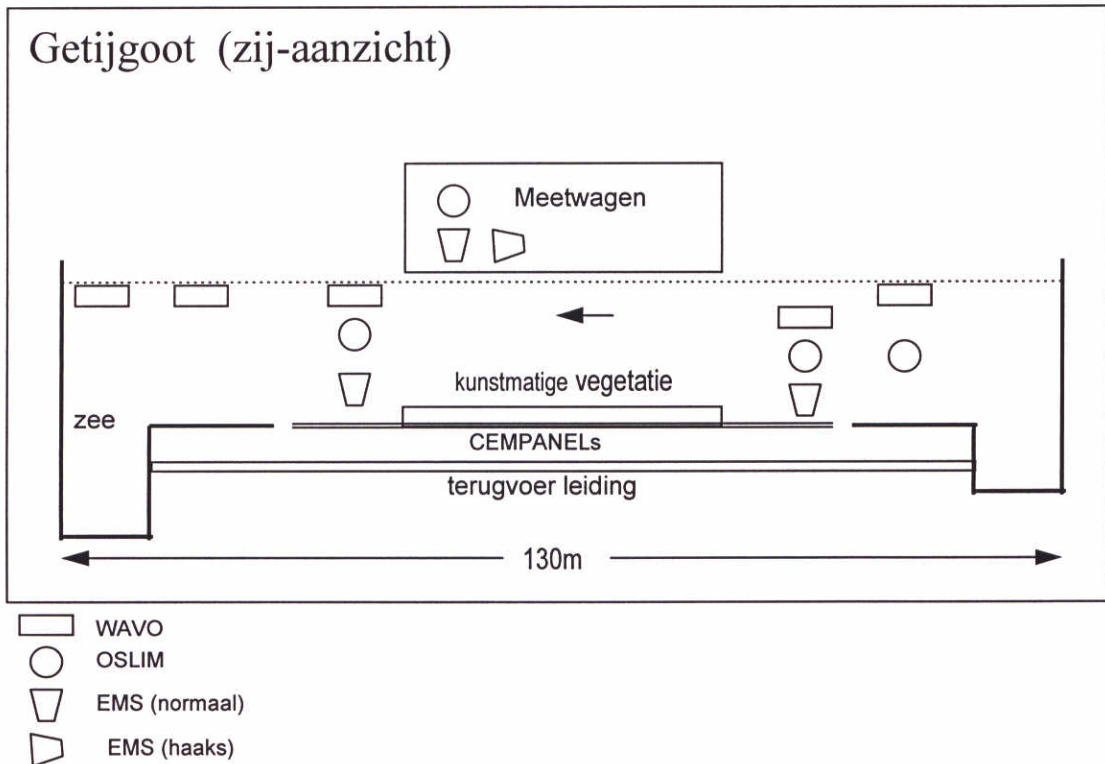 Getijgoot (zij-aanzicht)
Meetwagen
kunstmatige vegetatie
zee
CEMPANELs
terugvoer leiding
130m
WAVO
OSLIM
EMS (normaal)
EMS (haaks)